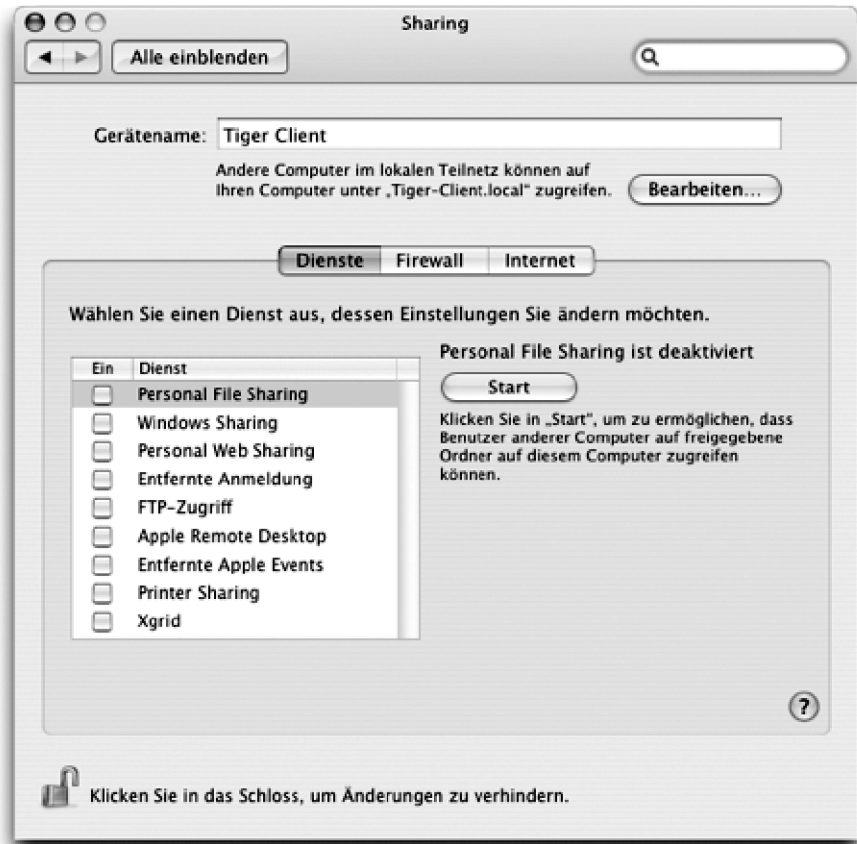 Sharing
Alle einblenden
Gerätename: Tiger Client
Andere Computer im lokalen Teilnetz können auf
Ihren Computer unter „Tiger-Client.local“ zugreifen.
Bearbeiten...
Dienste Firewall Internet
Wählen Sie einen Dienst aus, dessen Einstellungen Sie ändern möchten.
Ein Dienst
Personal File Sharing
Windows Sharing
Personal Web Sharing
Entfernte Anmeldung
FTP-Zugriff
Apple Remote Desktop
Entfernte Apple Events
Printer Sharing
Xgrid
Personal File Sharing ist deaktiviert
Start
Klicken Sie in „Start“, um zu ermöglichen, dass
Benutzer anderer Computer auf freigegebene
Ordner auf diesem Computer zugreifen
können.
?
Klicken Sie in das Schloss, um Änderungen zu verhindern.